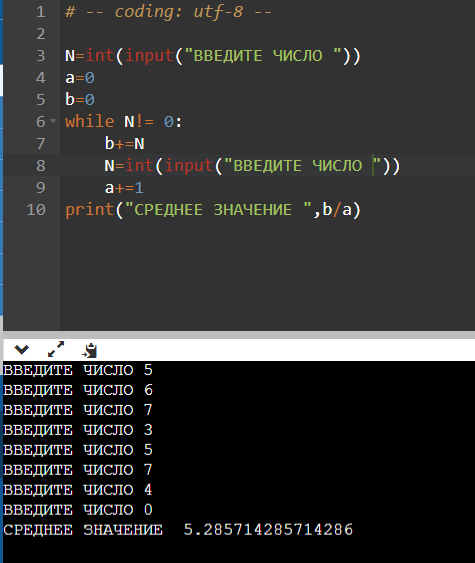 1 # -- coding: utf-8 --
2
3 N=int(input("ВВЕДИТЕ ЧИСЛО "))
4 a=0
5 b=0
6 while N!= 0:
7     b+=N
8     N=int(input("ВВЕДИТЕ ЧИСЛО "))
9     a+=1
10 print("СРЕДНЕЕ ЗНАЧЕНИЕ ",b/a)
ВВЕДИТЕ ЧИСЛО 5
ВВЕДИТЕ ЧИСЛО 6
ВВЕДИТЕ ЧИСЛО 7
ВВЕДИТЕ ЧИСЛО 3
ВВЕДИТЕ ЧИСЛО 5
ВВЕДИТЕ ЧИСЛО 7
ВВЕДИТЕ ЧИСЛО 4
ВВЕДИТЕ ЧИСЛО 0
СРЕДНЕЕ ЗНАЧЕНИЕ  5.285714285714286